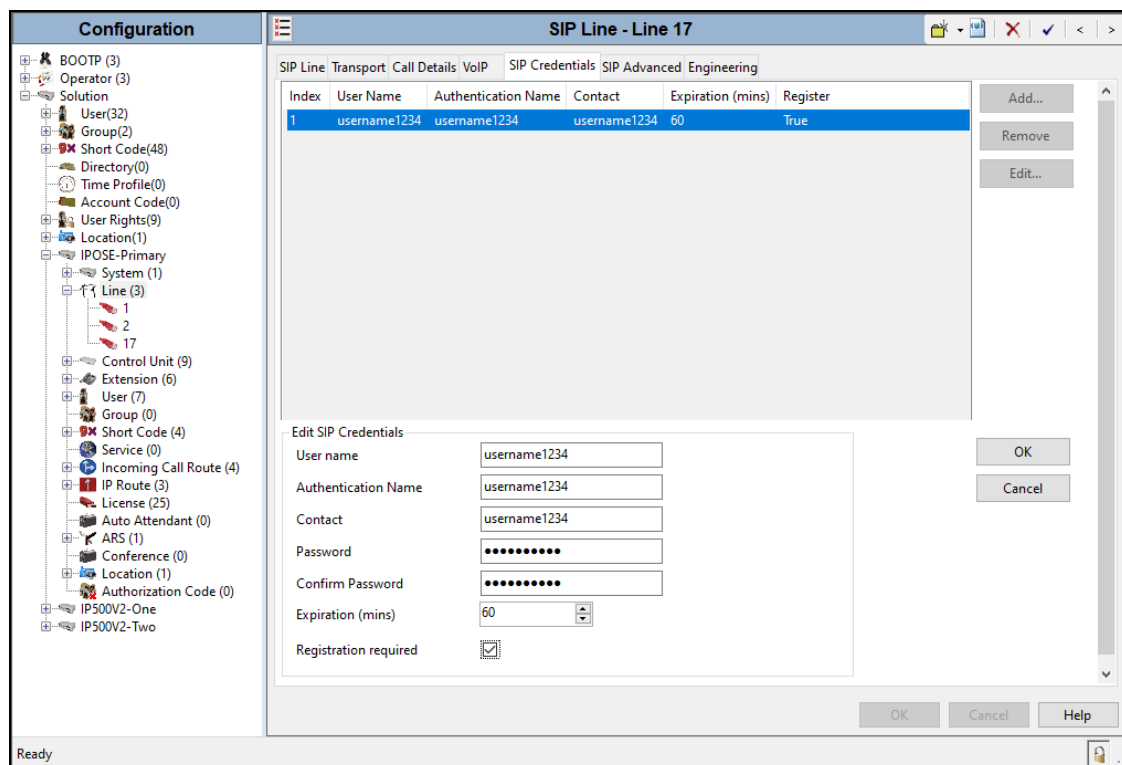 Configuration
BOOTP (3)
Operator (3)
Solution
User(32)
Group(2)
Short Code(48)
Directory(0)
Time Profile(0)
Account Code(0)
User Rights(9)
Location(1)
IPOSE-Primary
System (1)
Line (3)
1
2
17
Control Unit (9)
Extension (6)
User (7)
Group (0)
Short Code (4)
Service (0)
Incoming Call Route (4)
IP Route (3)
License (25)
Auto Attendant (0)
ARS (1)
Conference (0)
Location (1)
Authorization Code (0)
IP500V2-One
IP500V2-Two
SIP Line - Line 17
SIP Line Transport Call Details VoIP SIP Credentials SIP Advanced Engineering
Index User Name Authentication Name Contact Expiration (mins) Register
1 username1234 username1234 username1234 60 True
Add...
Remove
Edit...
Edit SIP Credentials
User name username1234
Authentication Name username1234
Contact username1234
Password ••••••••••
Confirm Password ••••••••••
Expiration (mins) 60
Registration required
OK
Cancel
OK Cancel Help
Ready